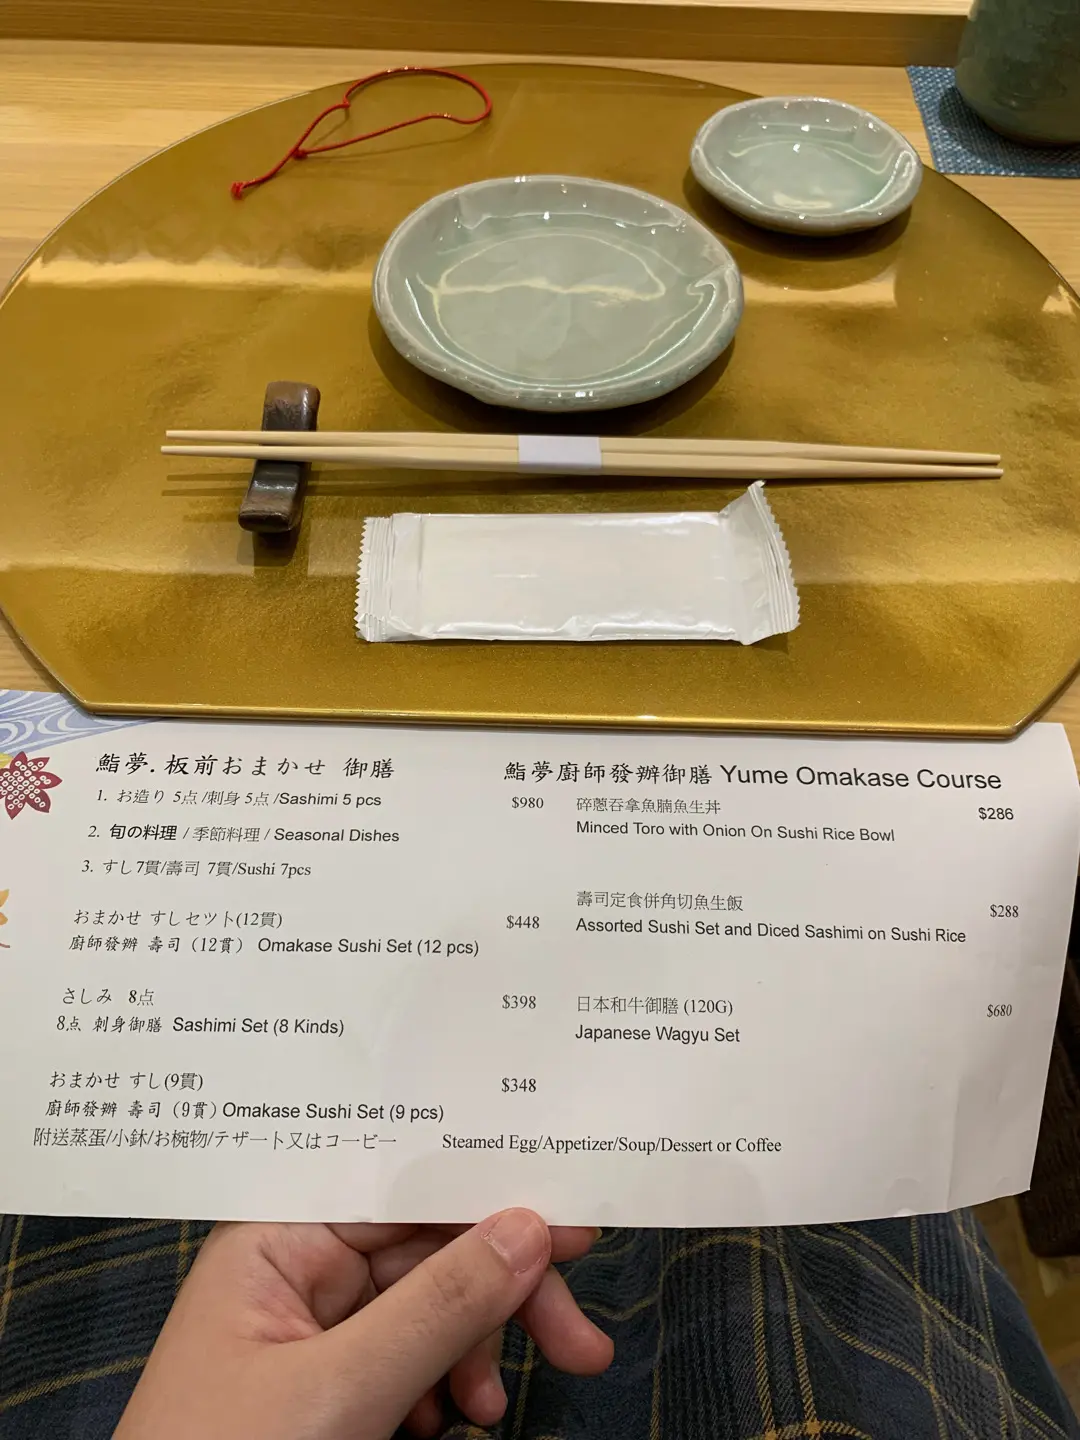 鮨夢.板前おまかせ 御膳
1. お造り 5点 /刺身 5点 /Sashimi 5 pcs
$980
2. 旬の料理 / 季節料理 / Seasonal Dishes
3. すし7貫/壽司 7貫/Sushi 7pcs
おまかせ すしセツト(12貫)
$448
廚師發辦 壽司 (12貫) Omakase Sushi Set (12 pcs)
さしみ 8点
$398
8点 刺身御膳 Sashimi Set (8 Kinds)
おまかせ すし(9貫)
$348
廚師發辦 壽司 (9貫) Omakase Sushi Set (9 pcs)
鮨夢廚師發辦御膳 Yume Omakase Course
碎蔥吞拿魚腩魚生丼
$286
Minced Toro with Onion On Sushi Rice Bowl
壽司定食併角切魚生飯
$288
Assorted Sushi Set and Diced Sashimi on Sushi Rice
日本和牛御膳 (120G)
$680
Japanese Wagyu Set
附送蒸蛋/小鉢/お椀物/テザート又はコービー Steamed Egg/Appetizer/Soup/Dessert or Coffee